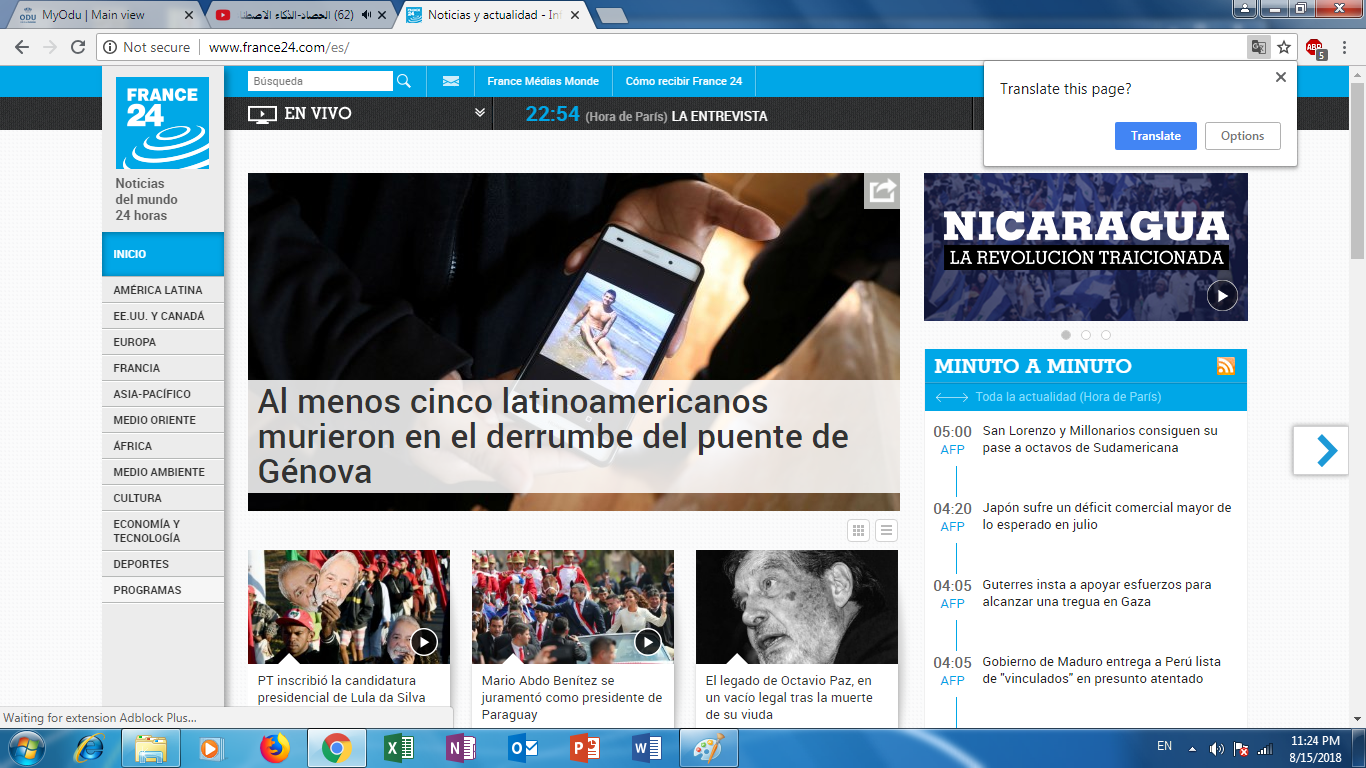 MyOdu | Main view
(62) الحصاد-الذكاء الاصطنا
Noticias y actualidad - Inf
Not secure
www.france24.com/es/
ABP
5
Translate this page?
Translate
Options
FRANCE
24
Noticias
del mundo
24 horas
Búsqueda
France Médias Monde
Cómo recibir France 24
EN VIVO
22:54 (Hora de París) LA ENTREVISTA
INICIO
AMÉRICA LATINA
EE.UU. Y CANADÁ
EUROPA
FRANCIA
ASIA-PACÍFICO
MEDIO ORIENTE
ÁFRICA
MEDIO AMBIENTE
CULTURA
ECONOMÍA Y
TECNOLOGÍA
DEPORTES
PROGRAMAS
Al menos cinco latinoamericanos
murieron en el derrumbe del puente de
Génova
PT inscribió la candidatura
presidencial de Lula da Silva
Mario Abdo Benítez se
juramentó como presidente de
Paraguay
El legado de Octavio Paz, en
un vacío legal tras la muerte
de su viuda
NICARAGUA
LA REVOLUCIÓN TRAICIONADA
MINUTO A MINUTO
Toda la actualidad (Hora de París)
05:00
AFP
San Lorenzo y Millonarios consiguen su
pase a octavos de Sudamericana
04:20
AFP
Japón sufre un déficit comercial mayor de
lo esperado en julio
04:05
AFP
Guterres insta a apoyar esfuerzos para
alcanzar una tregua en Gaza
04:05
AFP
Gobierno de Maduro entrega a Perú lista
de "vinculados" en presunto atentado
Waiting for extension Adblock Plus...
EN
11:24 PM
8/15/2018